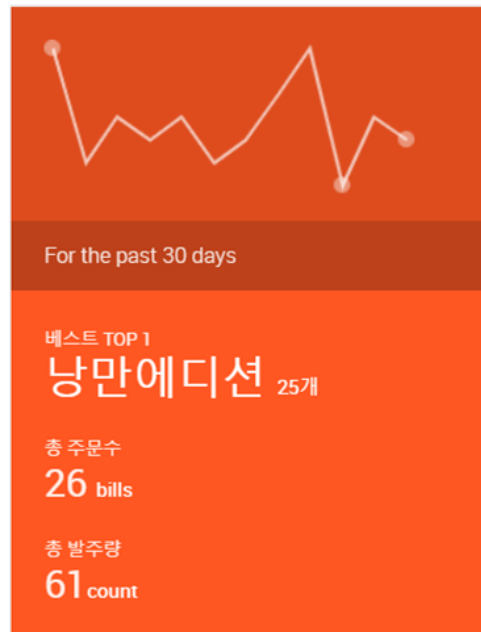 For the past 30 days
베스트 TOP 1
낭만에디션 25개
총 주문수
26 bills
총 발주량
61 count